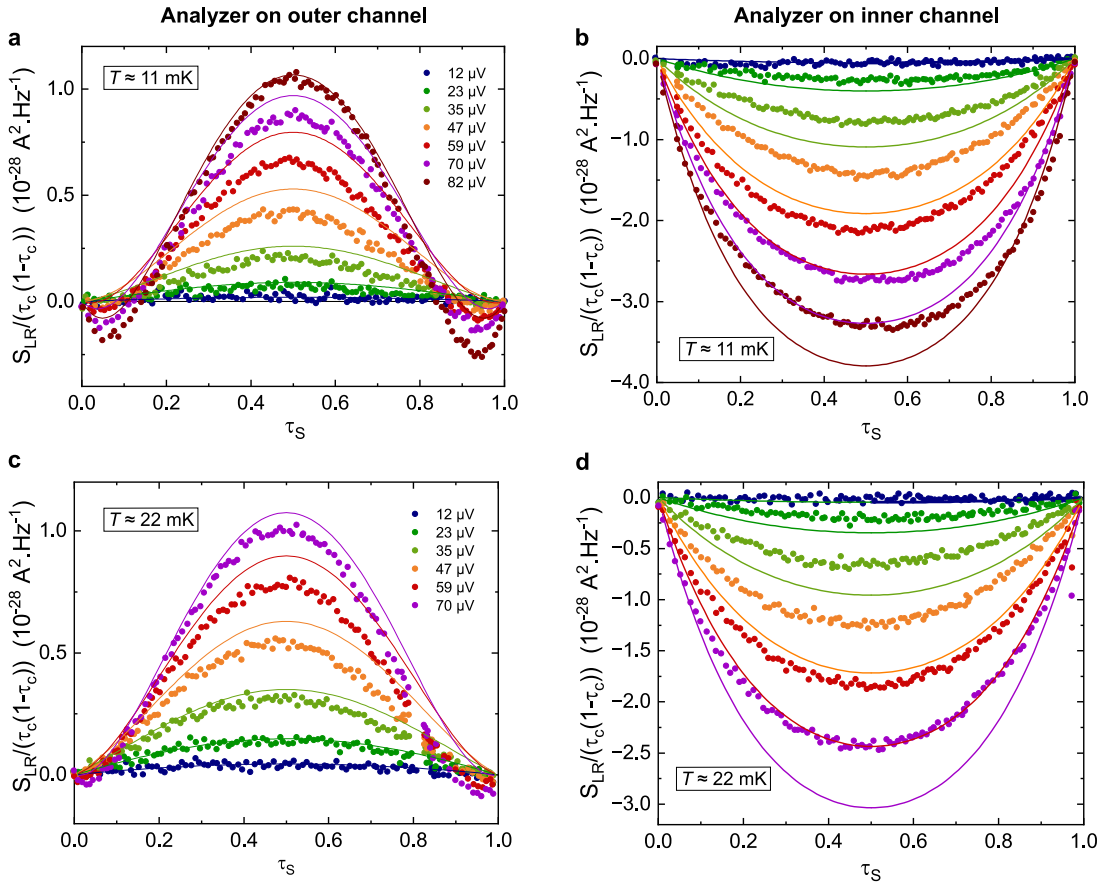 Analyzer on outer channel
Analyzer on inner channel
a
T ≈ 11 mK
12 µV
23 µV
35 µV
47 µV
59 µV
70 µV
82 µV
1.0
0.5
0.0
S_LR/(τ_c(1-τ_c)) (10⁻²⁸ A².Hz⁻¹)
0.0 0.2 0.4 0.6 0.8 1.0
τ_S
b
0.0
−1.0
−2.0
−3.0
−4.0
S_LR/(τ_c(1-τ_c)) (10⁻²⁸ A².Hz⁻¹)
T ≈ 11 mK
0.0 0.2 0.4 0.6 0.8 1.0
τ_S
c
T ≈ 22 mK
12 µV
23 µV
35 µV
47 µV
59 µV
70 µV
1.0
0.5
0.0
S_LR/(τ_c(1-τ_c)) (10⁻²⁸ A².Hz⁻¹)
0.0 0.2 0.4 0.6 0.8 1.0
τ_S
d
0.0
−0.5
−1.0
−1.5
−2.0
−2.5
−3.0
S_LR/(τ_c(1-τ_c)) (10⁻²⁸ A².Hz⁻¹)
T ≈ 22 mK
0.0 0.2 0.4 0.6 0.8 1.0
τ_S